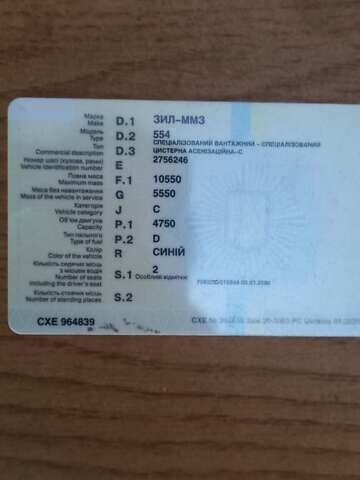 Марка D.1 ЗИЛ-ММЗ
Make
Модель D.2 554
Type
Тип D.3 СПЕЦІАЛІЗОВАНИЙ ВАНТАЖНИЙ - СПЕЦІАЛІЗОВАНИЙ
Commercial description ЦИСТЕРНА АСЕНІЗАЦІЙНА-С
Номер шасі (кузова, рами) E 2756246
Vehicle identification number
Повна маса F.1 10550
Maximum mass
Маса без навантаження G 5550
Mass of the vehicle in service
Категорія J C
Vehicle category
Об'єм двигуна P.1 4750
Capacity
Тип пального P.2 D
Type of fuel
Колір R СИНІЙ
Color of the vehicle
Кількість сидячих місць S.1 2
з місцем водія Особливі відмітки:
Number of seats
including the driver's seat
Кількість стоячих місць S.2
Number of standing places
СХЕ 964839